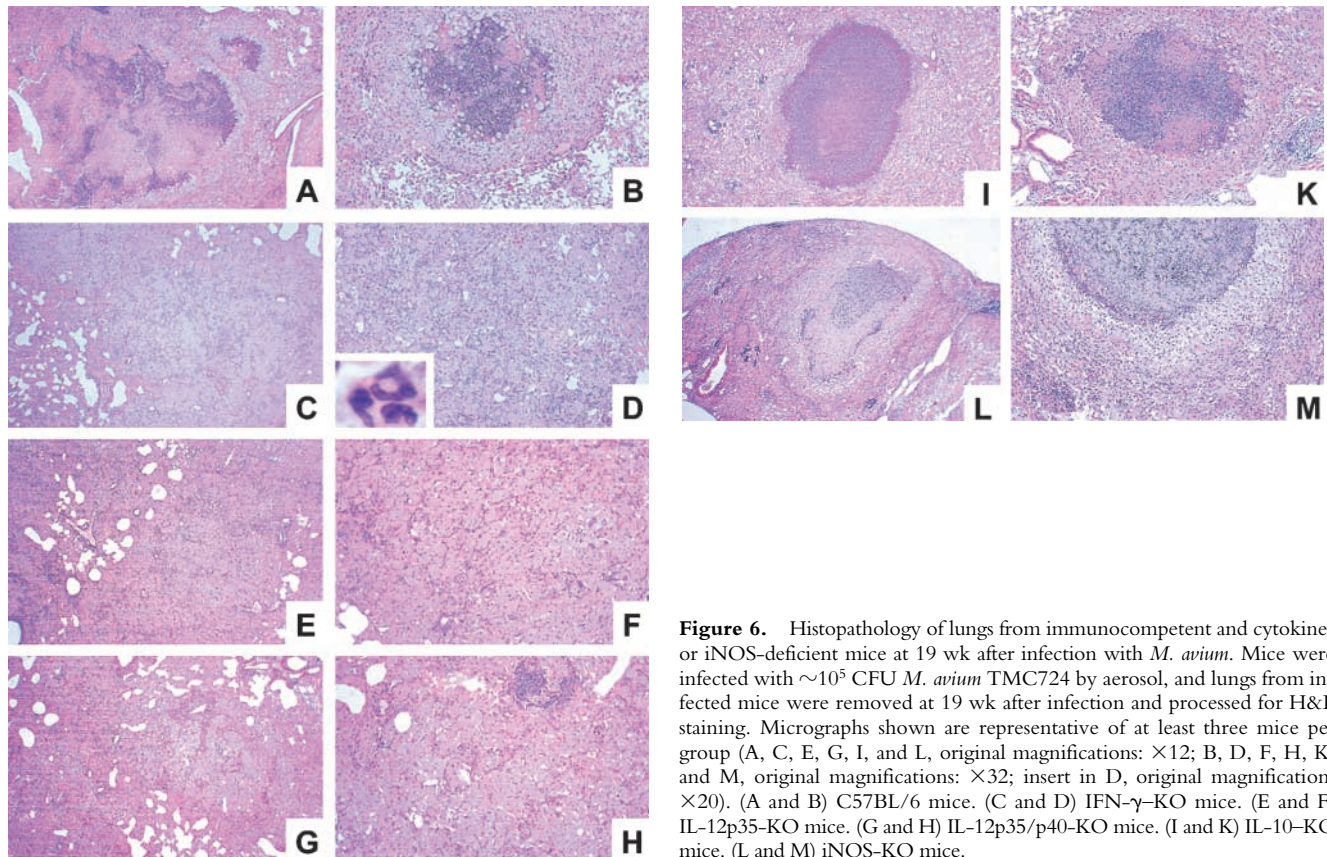 A
B
C
D
E
F
G
H
I
K
L
M
Figure 6. Histopathology of lungs from immunocompetent and cytokine
or iNOS-deficient mice at 19 wk after infection with M. avium. Mice were
infected with ∼10⁵ CFU M. avium TMC724 by aerosol, and lungs from in
fected mice were removed at 19 wk after infection and processed for H&E
staining. Micrographs shown are representative of at least three mice per
group (A, C, E, G, I, and L, original magnifications: ×12; B, D, F, H, K,
and M, original magnifications: ×32; insert in D, original magnification
×20). (A and B) C57BL/6 mice. (C and D) IFN-γ–KO mice. (E and F)
IL-12p35-KO mice. (G and H) IL-12p35/p40-KO mice. (I and K) IL-10–KO
mice. (L and M) iNOS-KO mice.